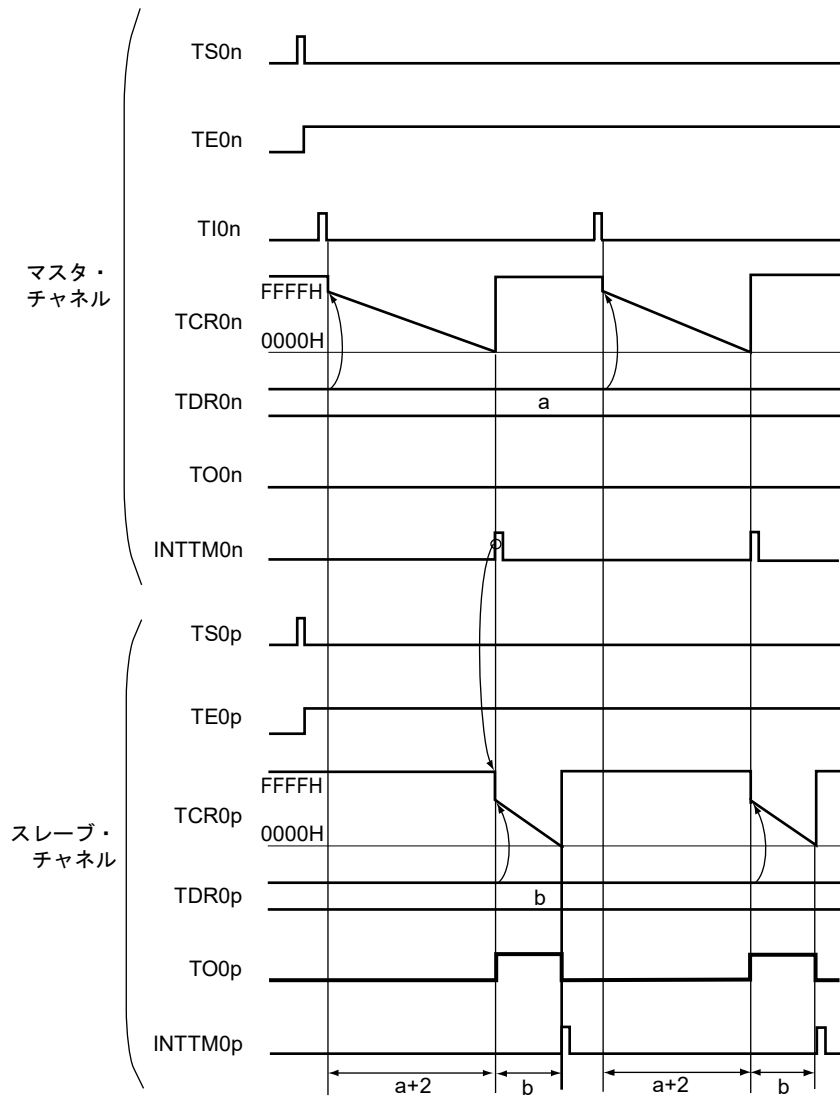 マスタ・
チャネル
TS0n
TE0n
TI0n
TCR0n
FFFFH
0000H
TDR0n
a
TO0n
INTTM0n
スレーブ・
チャネル
TS0p
TE0p
TCR0p
FFFFH
0000H
TDR0p
b
TO0p
INTTM0p
a+2
b
a+2
b